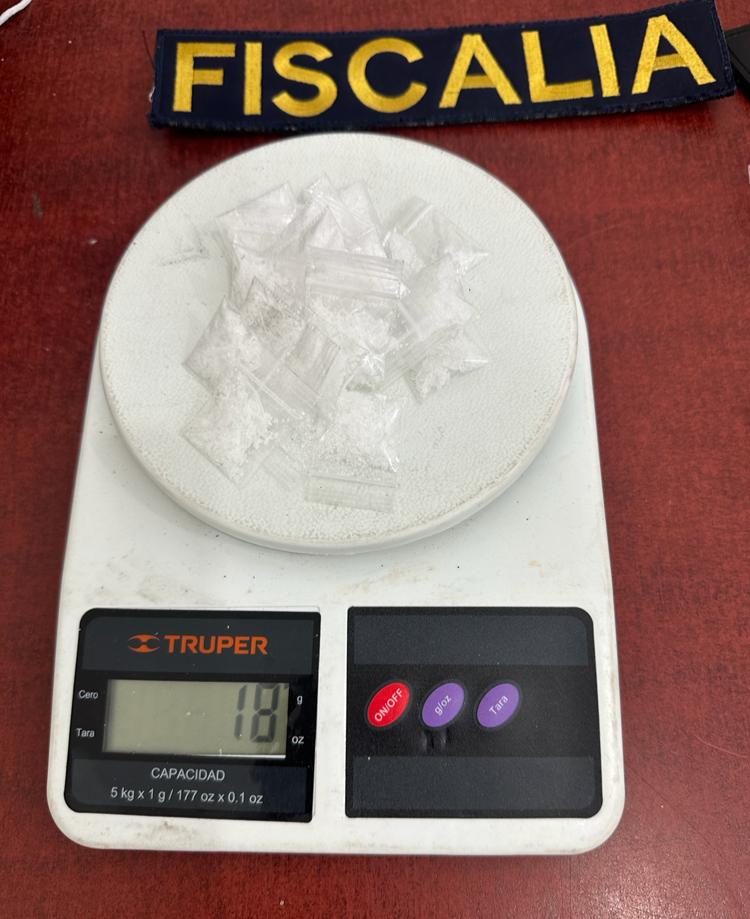 FISCALIA
TRUPER
Cero
18 g
Tara
oz
CAPACIDAD
5 kg x 1 g / 177 oz x 0.1 oz
ON/OFF
g/oz
Tara